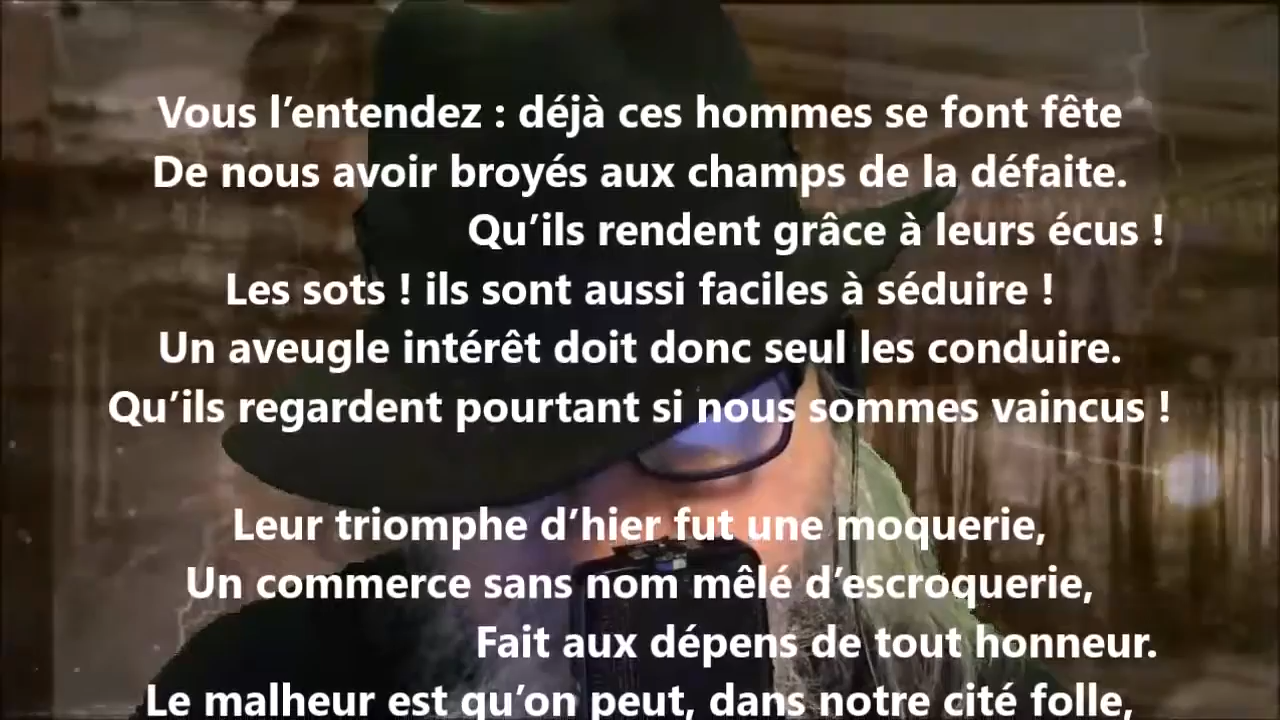 Vous l’entendez : déjà ces hommes se font fête
De nous avoir broyés aux champs de la défaite.
Qu’ils rendent grâce à leurs écus !
Les sots ! ils sont aussi faciles à séduire !
Un aveugle intérêt doit donc seul les conduire.
Qu’ils regardent pourtant si nous sommes vaincus !
Leur triomphe d’hier fut une moquerie,
Un commerce sans nom mêlé d’escroquerie,
Fait aux dépens de tout honneur.
Le malheur est qu’on peut, dans notre cité folle,